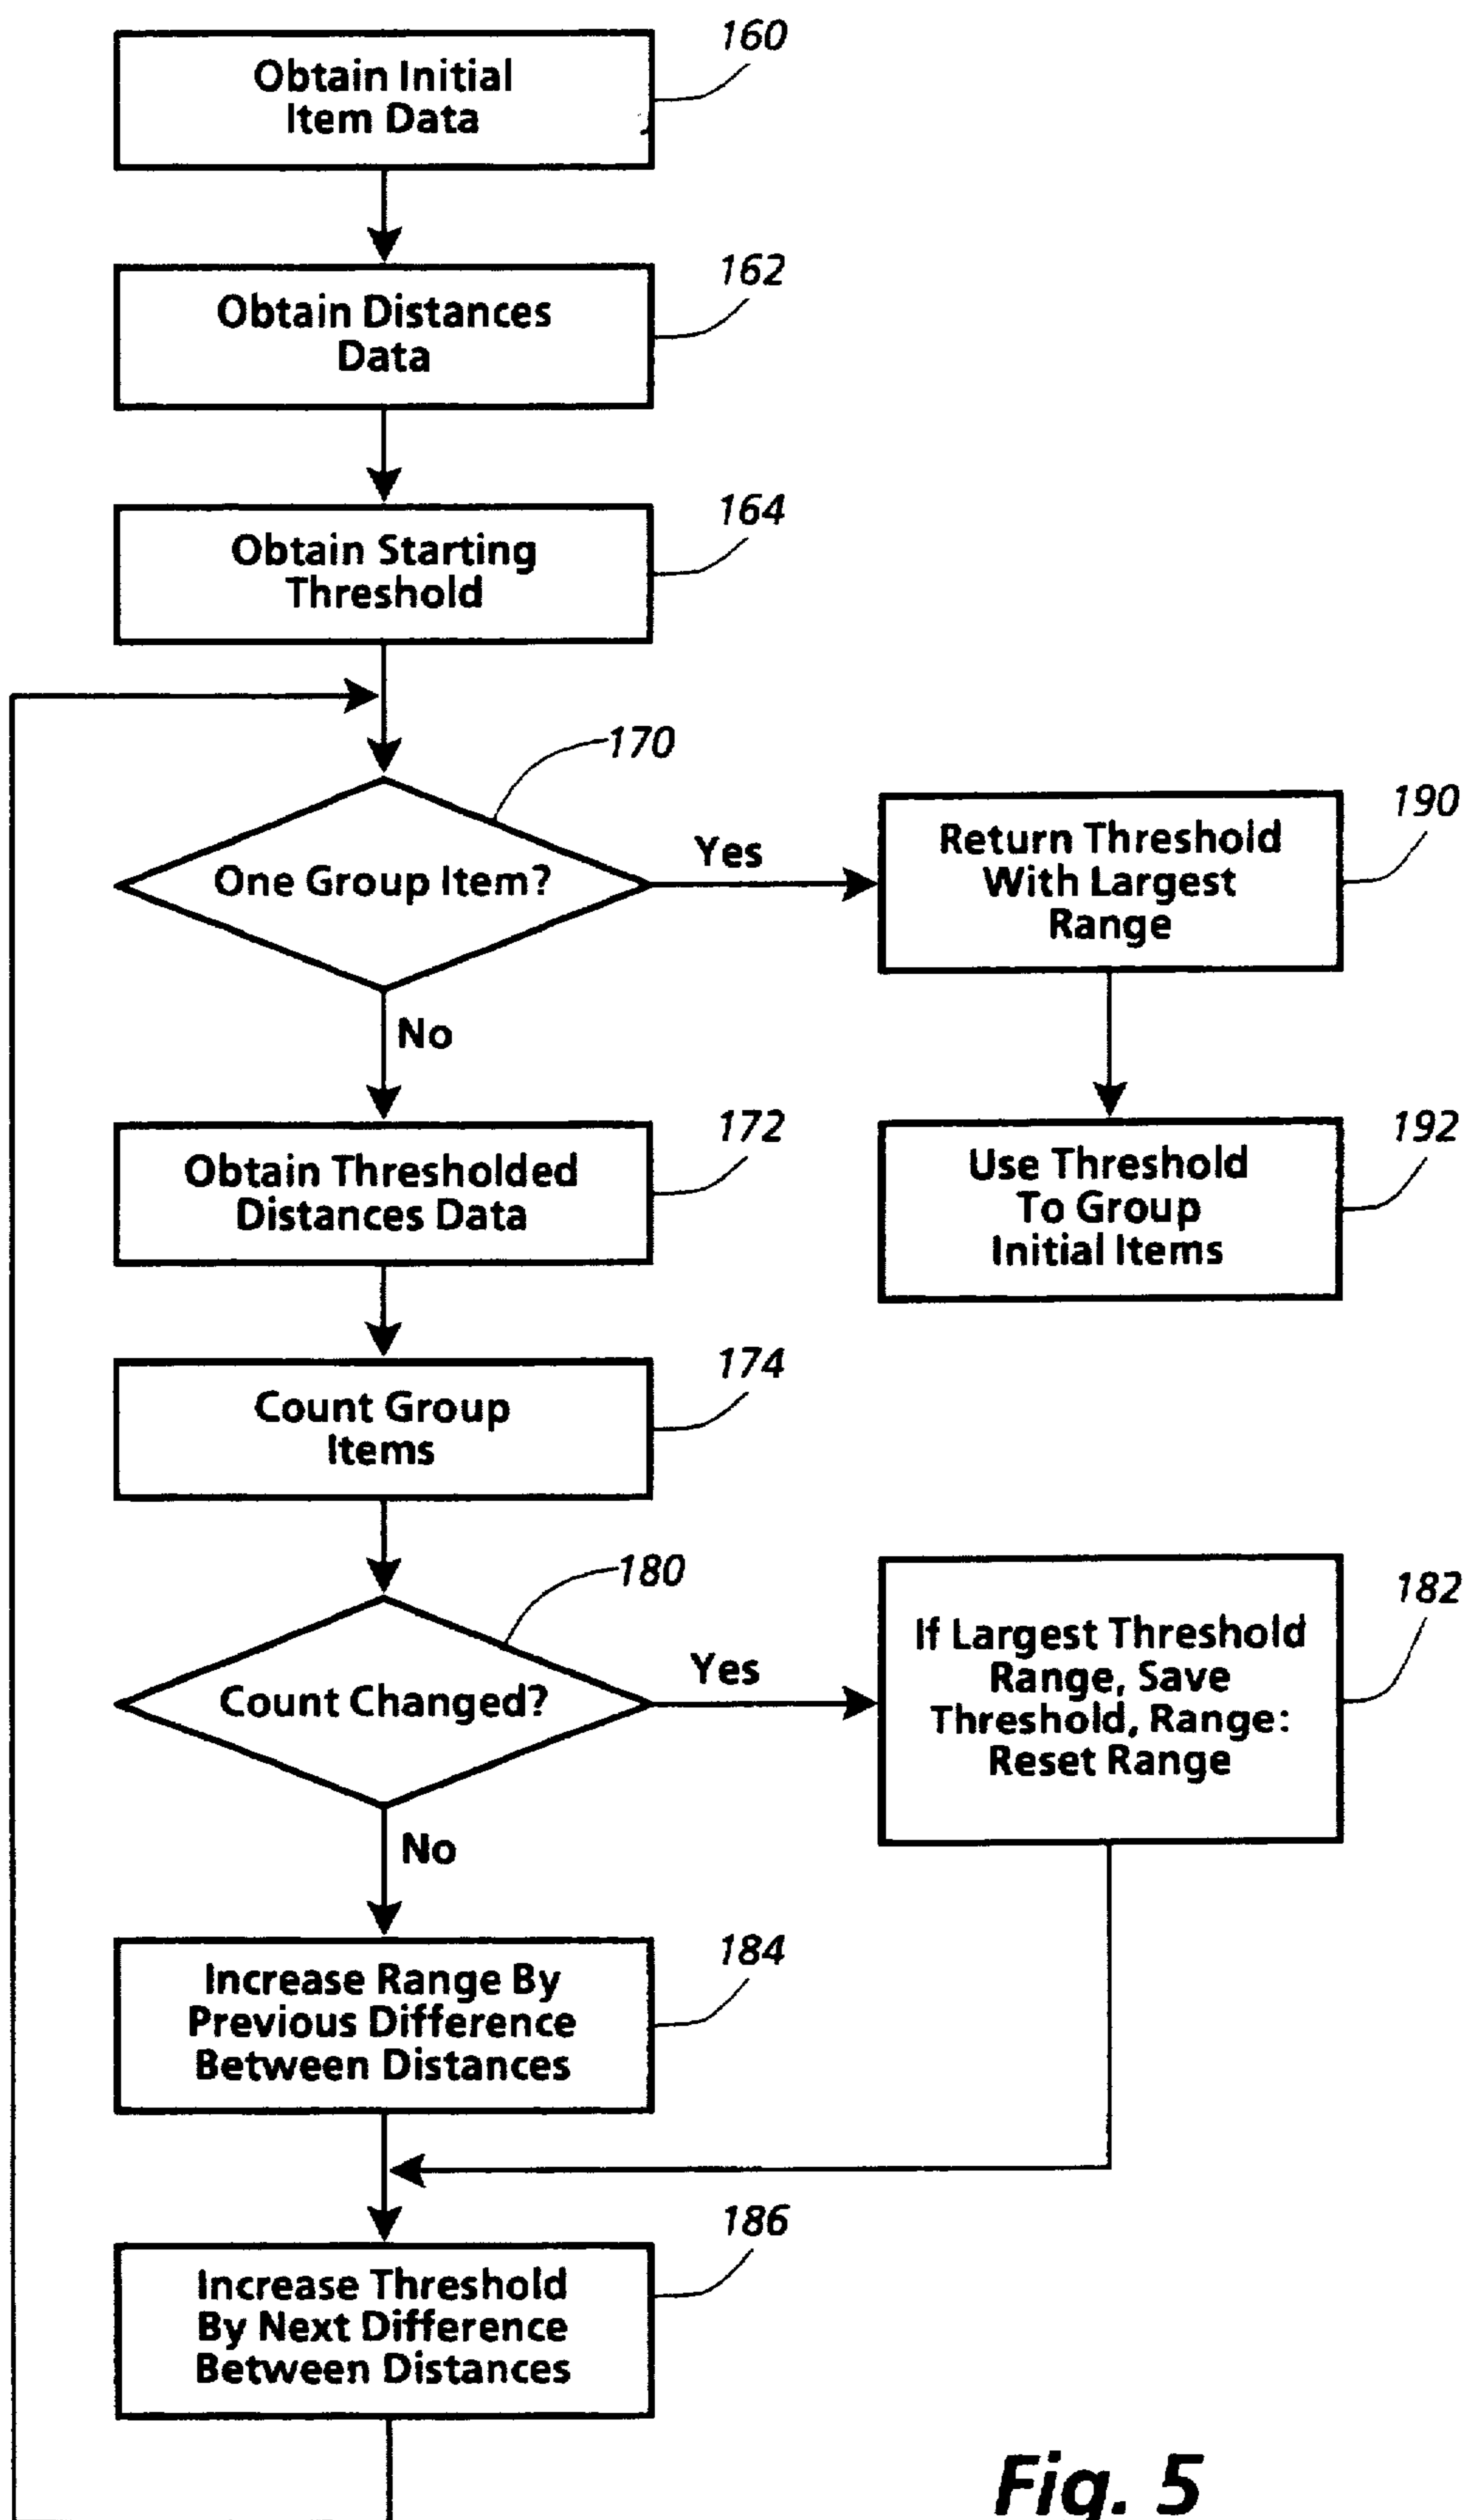 160
Obtain Initial
Item Data
162
Obtain Distances
Data
164
Obtain Starting
Threshold
170
One Group Item?
Yes
190
Return Threshold
With Largest
Range
No
172
Obtain Thresholded
Distances Data
192
Use Threshold
To Group
Initial Items
174
Count Group
Items
180
Count Changed?
Yes
182
If Largest Threshold
Range, Save
Threshold, Range:
Reset Range
No
184
Increase Range By
Previous Difference
Between Distances
186
Increase Threshold
By Next Difference
Between Distances
Fig. 5